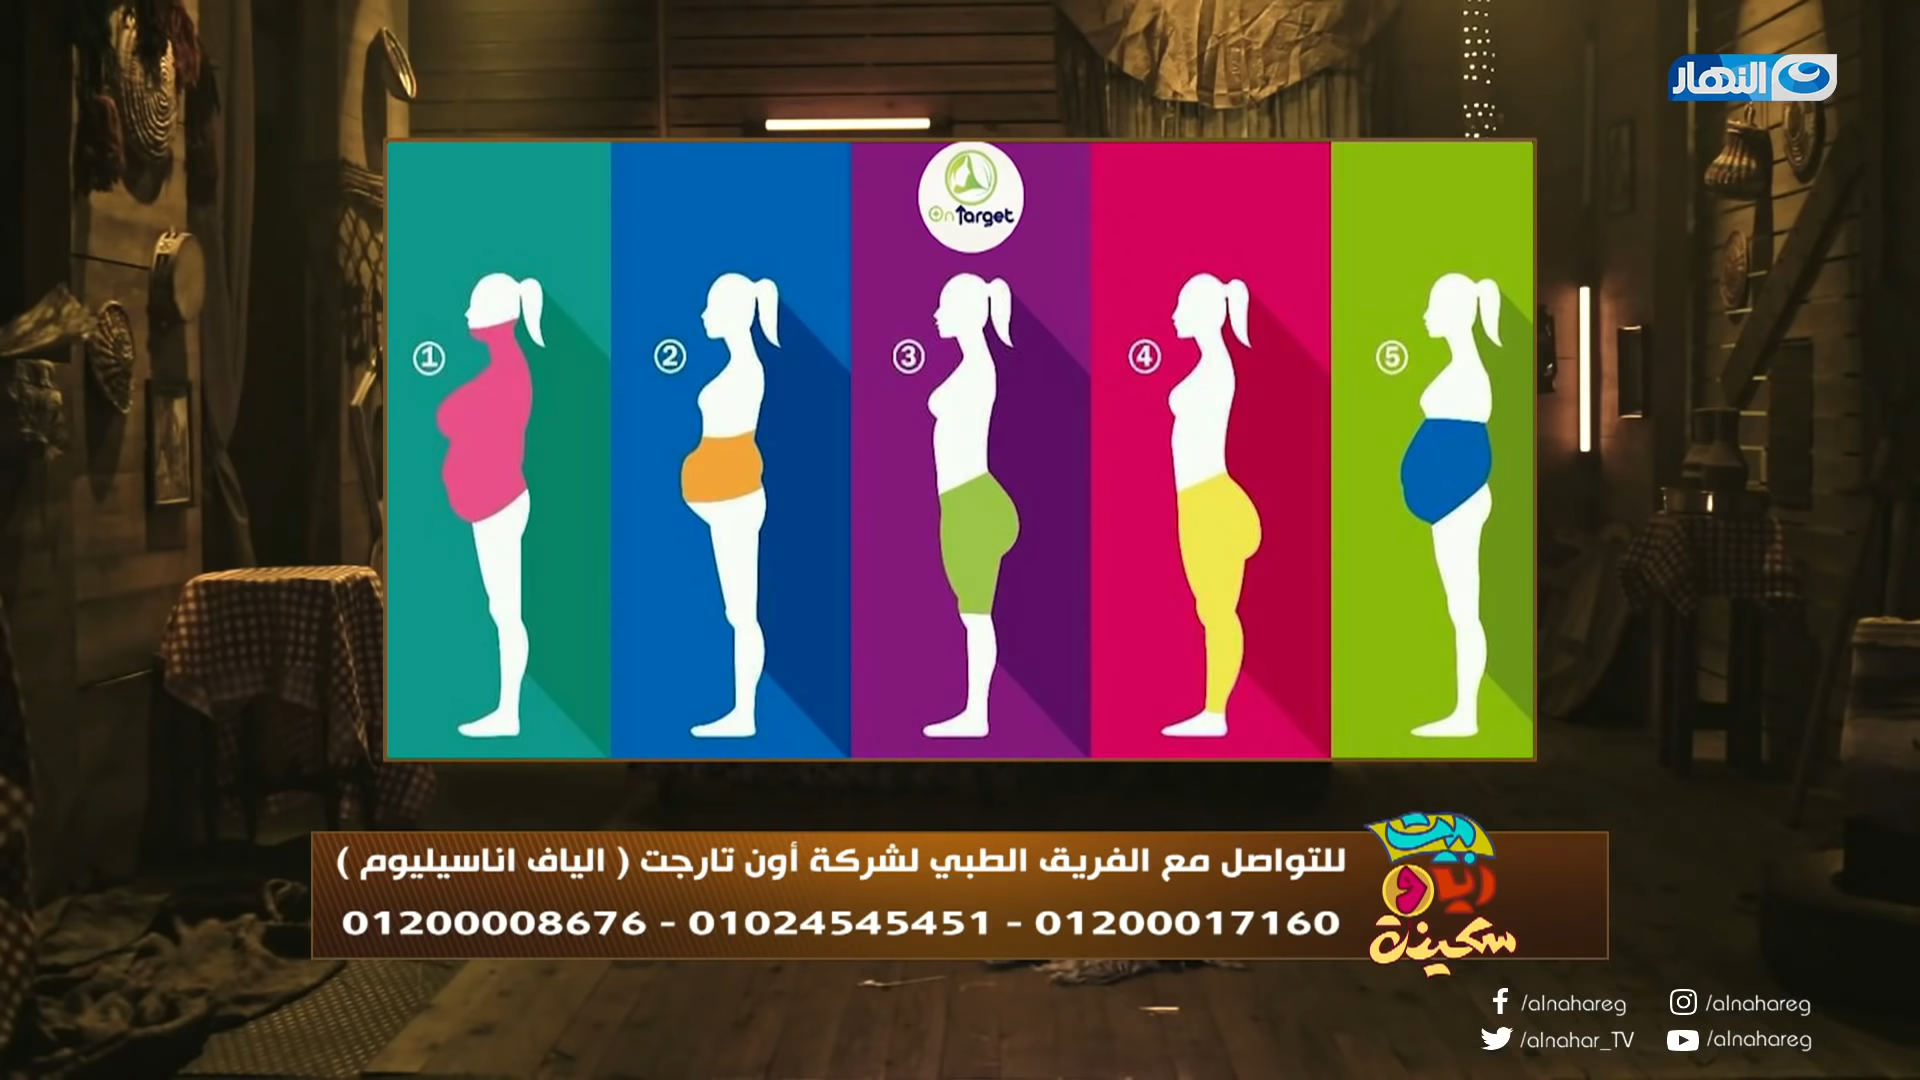 النهار
OnTarget
1
2
3
4
5
للتواصل مع الفريق الطبي لشركة أون تارجت ( الياف اناسيليوم )
01200008676 - 01024545451 - 01200017160
بيت
ريا و
سكينة
/alnahareg
/alnahareg
/alnahar_TV
/alnahareg